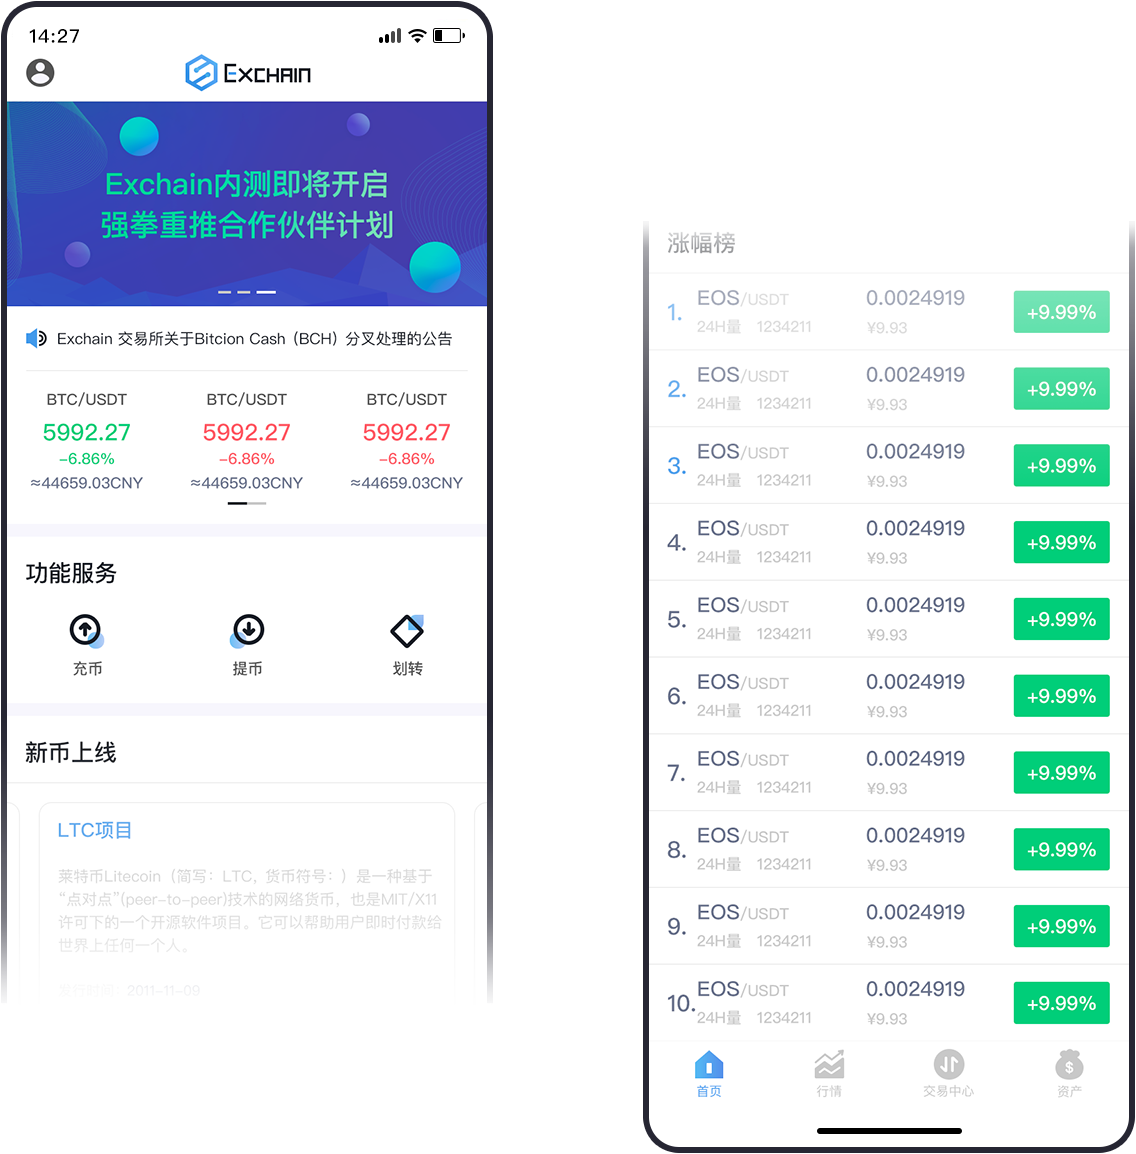 14:27
EXCHAIN
Exchain内测即将开启
强拳重推合作伙伴计划
Exchain 交易所关于Bitcion Cash（BCH）分叉处理的公告
BTC/USDT BTC/USDT BTC/USDT
5992.27 5992.27 5992.27
-6.86% -6.86% -6.86%
≈44659.03CNY ≈44659.03CNY ≈44659.03CNY
功能服务
充币 提币 划转
新币上线
LTC项目
莱特币Litecoin（简写：LTC，货币符号：）是一种基于
“点对点”(peer-to-peer)技术的网络货币，也是MIT/X11
许可下的一个开源软件项目。它可以帮助用户即时付款给
世界上任何一个人。
发行时间：2011-11-09
涨幅榜
1. EOS/USDT 0.0024919 +9.99%
24H量 1234211 ¥9.93
2. EOS/USDT 0.0024919 +9.99%
24H量 1234211 ¥9.93
3. EOS/USDT 0.0024919 +9.99%
24H量 1234211 ¥9.93
4. EOS/USDT 0.0024919 +9.99%
24H量 1234211 ¥9.93
5. EOS/USDT 0.0024919 +9.99%
24H量 1234211 ¥9.93
6. EOS/USDT 0.0024919 +9.99%
24H量 1234211 ¥9.93
7. EOS/USDT 0.0024919 +9.99%
24H量 1234211 ¥9.93
8. EOS/USDT 0.0024919 +9.99%
24H量 1234211 ¥9.93
9. EOS/USDT 0.0024919 +9.99%
24H量 1234211 ¥9.93
10. EOS/USDT 0.0024919 +9.99%
24H量 1234211 ¥9.93
首页 行情 交易中心 资产